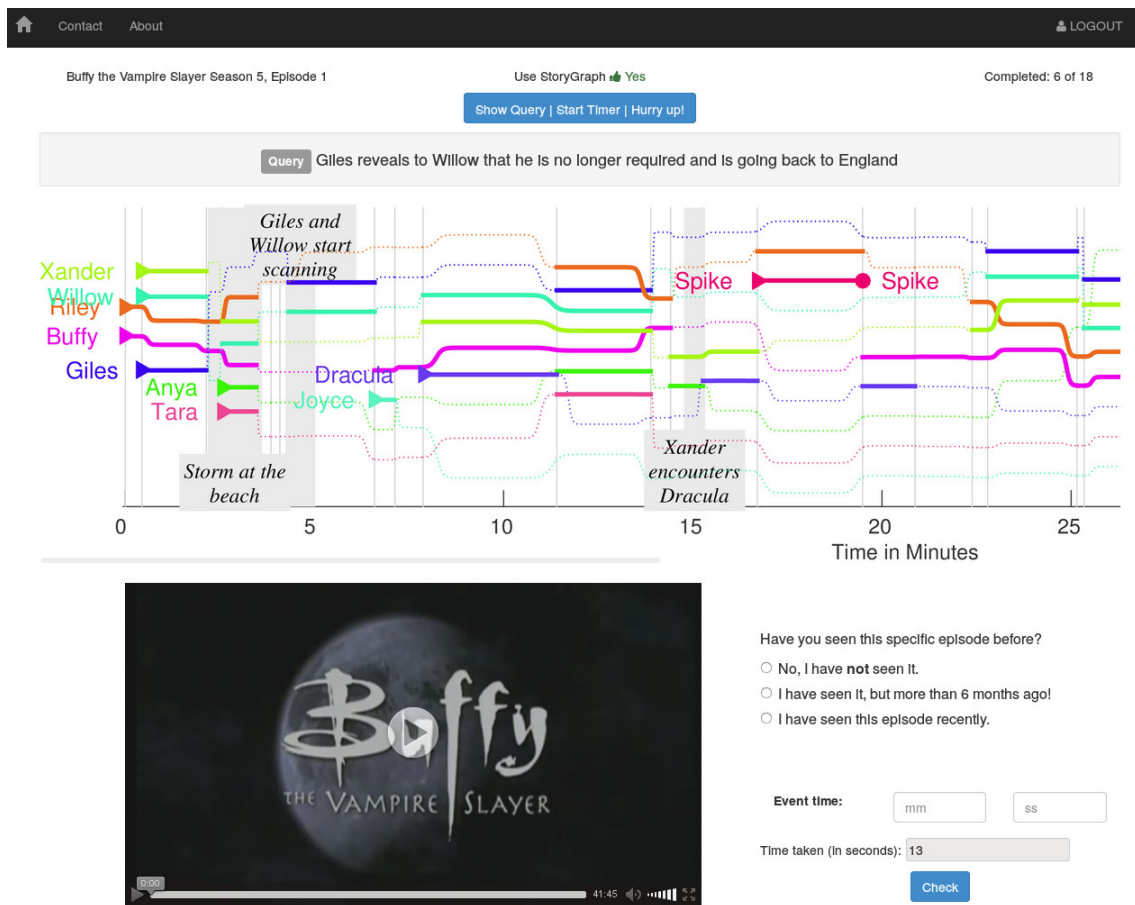 Contact About LOGOUT
Buffy the Vampire Slayer Season 5, Episode 1 Use StoryGraph Yes Completed: 6 of 18
Show Query | Start Timer | Hurry up!
Query Giles reveals to Willow that he is no longer required and is going back to England
Giles and
Willow start
scanning
Xander
Willow
Riley
Spike Spike
Buffy
Giles
Dracula
Anya
Joyce
Tara
Storm at the
beach
Xander
encounters
Dracula
0 5 10 15 20 25
Time in Minutes
Buffy
THE VAMPIRE SLAYER
0:00
41:45
Have you seen this specific episode before?
No, I have not seen it.
I have seen it, but more than 6 months ago!
I have seen this episode recently.
Event time: mm ss
Time taken (in seconds): 13
Check